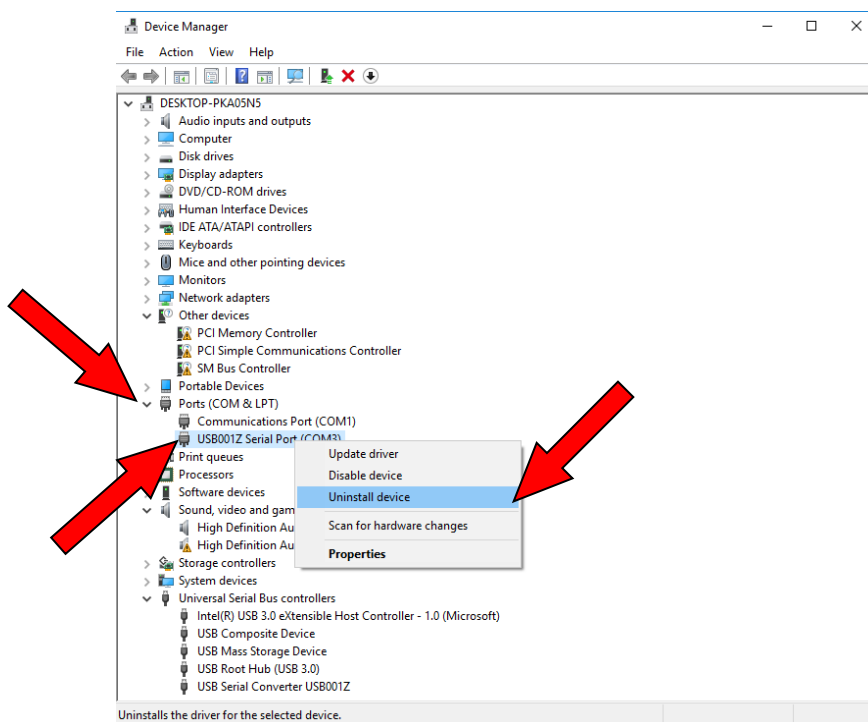 Device Manager
File Action View Help
DESKTOP-PKA05N5
Audio inputs and outputs
Computer
Disk drives
Display adapters
DVD/CD-ROM drives
Human Interface Devices
IDE ATA/ATAPI controllers
Keyboards
Mice and other pointing devices
Monitors
Network adapters
Other devices
PCI Memory Controller
PCI Simple Communications Controller
SM Bus Controller
Portable Devices
Ports (COM & LPT)
Communications Port (COM1)
USB001Z Serial Port (COM3)
Update driver
Print queues
Disable device
Processors
Uninstall device
Software devices
Sound, video and gam
Scan for hardware changes
High Definition Au
Properties
High Definition Au
Storage controllers
System devices
Universal Serial Bus controllers
Intel(R) USB 3.0 eXtensible Host Controller - 1.0 (Microsoft)
USB Composite Device
USB Mass Storage Device
USB Root Hub (USB 3.0)
USB Serial Converter USB001Z
Uninstalls the driver for the selected device.